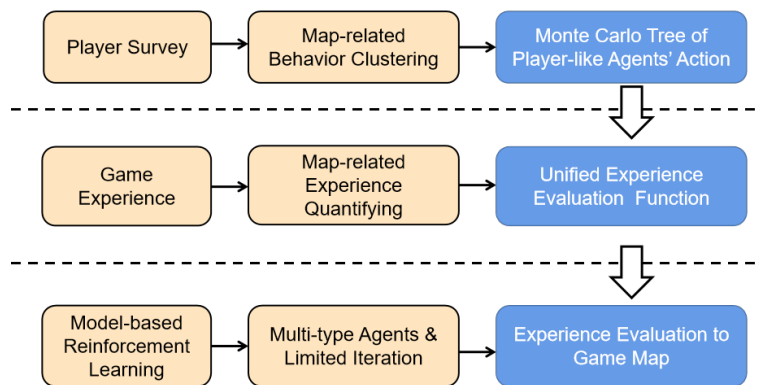 Player Survey
Map-related
Behavior Clustering
Monte Carlo Tree of
Player-like Agents' Action
Game
Experience
Map-related
Experience
Quantifying
Unified Experience
Evaluation Function
Model-based
Reinforcement
Learning
Multi-type Agents &
Limited Iteration
Experience Evaluation to
Game Map